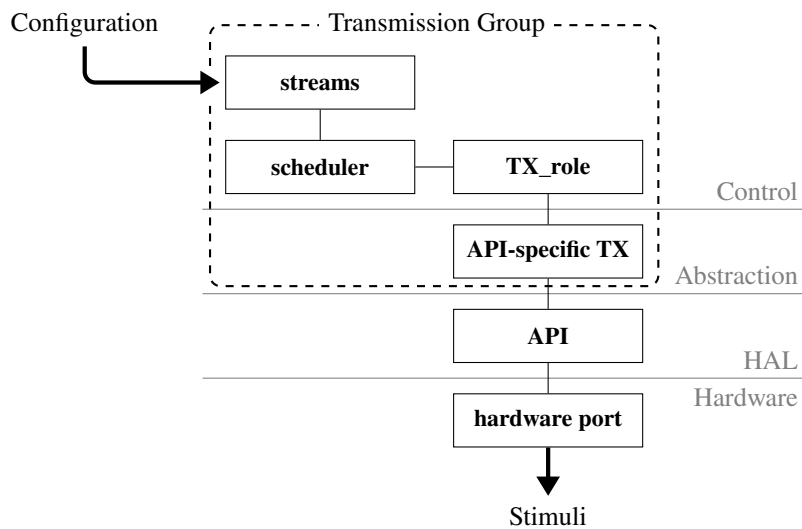 Configuration
Transmission Group
streams
scheduler
TX_role
Control
API-specific TX
Abstraction
API
HAL
Hardware
hardware port
Stimuli